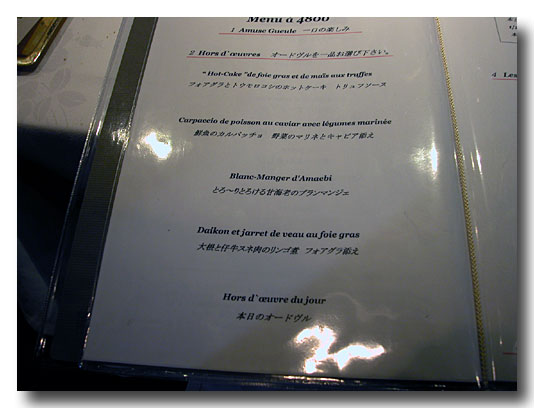 Menu à 4800
1 Amuse Gueule 一口の楽しみ
2 Hors d'œuvres オードヴルを一品お選び下さい。
" Hot-Cake "de foie gras et de maïs aux truffes
フォアグラとトウモロコシのホットケーキ トリュフソース
Carpaccio de poisson au caviar avec légumes marinée
鮮魚のカルパッチョ 野菜のマリネとキャビア添え
Blanc-Manger d'Amaebi
とろ〜りとろける甘海老のブランマンジェ
Daikon et jarret de veau au foie gras
大根と仔牛スネ肉のリンゴ煮 フォアグラ添え
Hors d'œuvre du jour
本日のオードヴル
4 Les